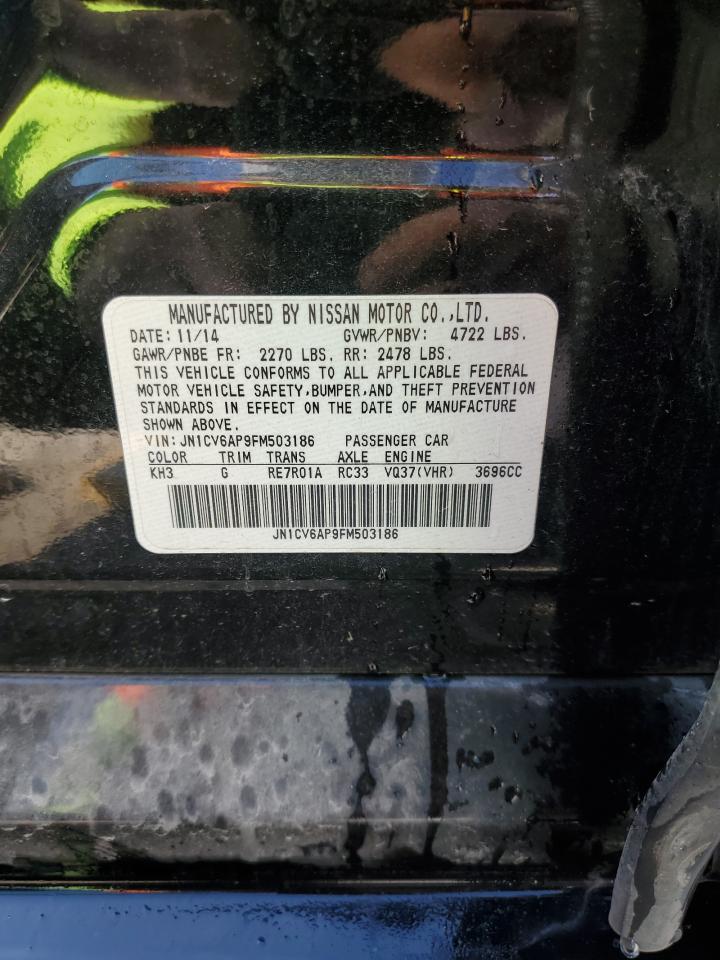 MANUFACTURED BY NISSAN MOTOR CO.,LTD.
DATE: 11/14 GVWR/PNBV: 4722 LBS.
GAWR/PNBE FR: 2270 LBS. RR: 2478 LBS.
THIS VEHICLE CONFORMS TO ALL APPLICABLE FEDERAL
MOTOR VEHICLE SAFETY,BUMPER,AND THEFT PREVENTION
STANDARDS IN EFFECT ON THE DATE OF MANUFACTURE
SHOWN ABOVE.
VIN: JN1CV6AP9FM503186 PASSENGER CAR
COLOR TRIM TRANS AXLE ENGINE
KH3 G RE7R01A RC33 VQ37(VHR) 3696CC
JN1CV6AP9FM503186